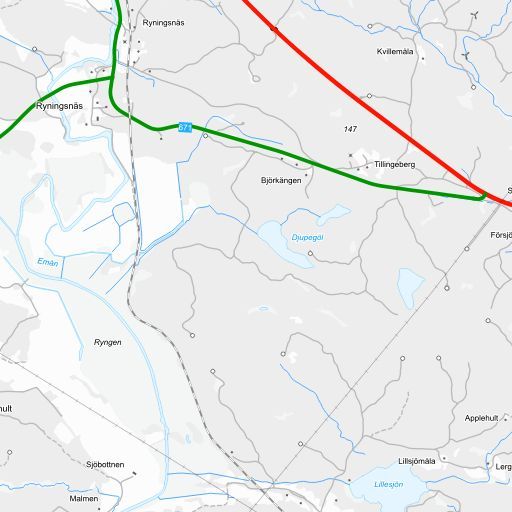 Ryningsnäs
Kvillemåla
Ryningsnäs
571
147
Tillingeberg
Björkängen
S
Djupegöl
Försjö
Emån
Ryngen
hult
Applehult
Sjöbottnen
Lillsjömåla
Lerg
Malmen
Lillesjön